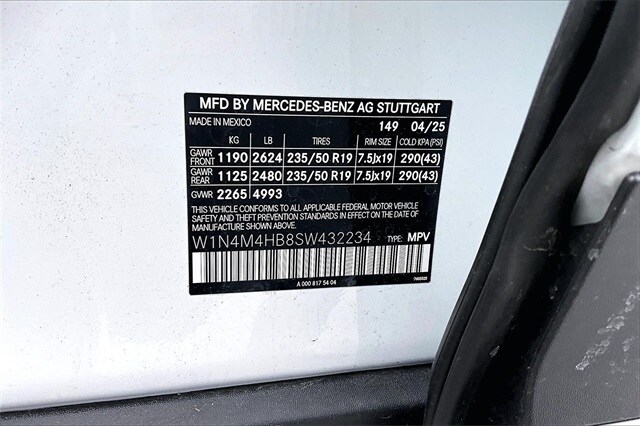 MFD BY MERCEDES-BENZ AG STUTTGART
MADE IN MEXICO 149 04/25
KG LB TIRES RIM SIZE COLD KPA (PSI)
GAWR FRONT 1190 2624 235/50 R19 7.5Jx19 290(43)
GAWR REAR 1125 2480 235/50 R19 7.5Jx19 290(43)
GVWR 2265 4993
THIS VEHICLE CONFORMS TO ALL APPLICABLE FEDERAL MOTOR VEHICLE
SAFETY AND THEFT PREVENTION STANDARDS IN EFFECT ON THE DATE OF
MANUFACTURE SHOWN ABOVE.
W1N4M4HB8SW432234 TYPE: MPV
A 000 817 54 04